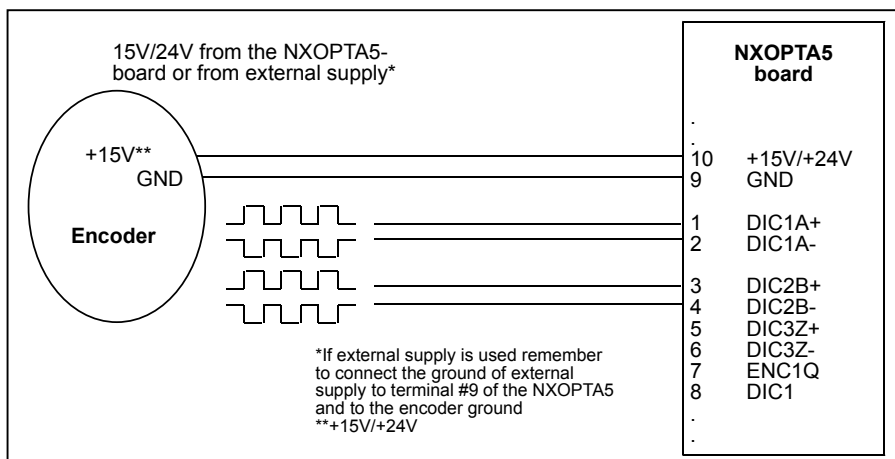 15V/24V from the NXOPTA5-
board or from external supply*
NXOPTA5
board
.
.
+15V**
GND
Encoder
10 +15V/+24V
9 GND
1 DIC1A+
2 DIC1A-
3 DIC2B+
4 DIC2B-
5 DIC3Z+
6 DIC3Z-
7 ENC1Q
8 DIC1
.
.
*If external supply is used remember
to connect the ground of external
supply to terminal #9 of the NXOPTA5
and to the encoder ground
**+15V/+24V